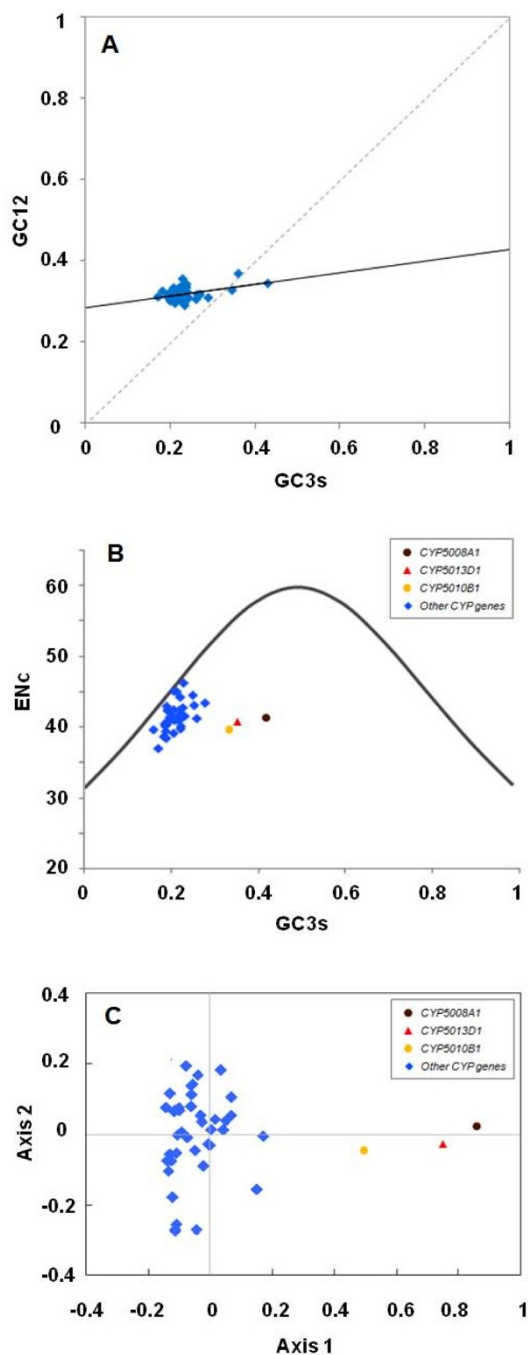 A
1
0.8
0.6
0.4
0.2
0
GC12
0 0.2 0.4 0.6 0.8 1
GC3s
B
CYP5008A1
CYP5013D1
CYP5010B1
Other CYP genes
60
50
40
30
20
ENc
0 0.2 0.4 0.6 0.8 1
GC3s
C
CYP5008A1
CYP5013D1
CYP5010B1
Other CYP genes
0.4
0.2
0
-0.2
-0.4
Axis 2
-0.4 -0.2 0 0.2 0.4 0.6 0.8 1
Axis 1